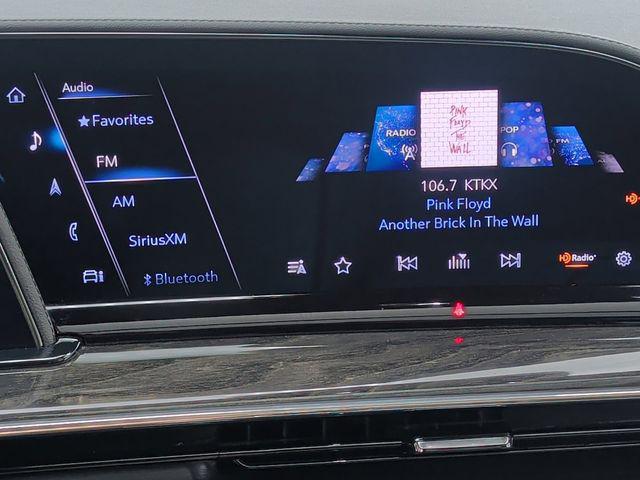 Audio
★Favorites
FM
AM
SiriusXM
Bluetooth
RADIO
PINK
FLOYD
THE
WALL
POP
FM
106.7 KTKX
Pink Floyd
Another Brick In The Wall
HD Radio